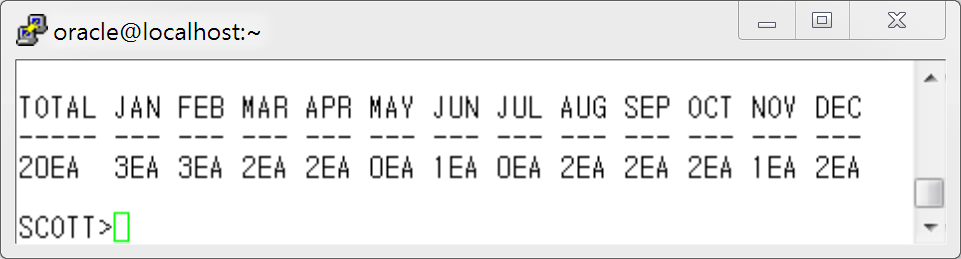 oracle@localhost:~
TOTAL JAN FEB MAR APR MAY JUN JUL AUG SEP OCT NOV DEC
----- --- --- --- --- --- --- --- --- --- --- --- ---
20EA 3EA 3EA 2EA 2EA 0EA 1EA 0EA 2EA 2EA 2EA 1EA 2EA
SCOTT>